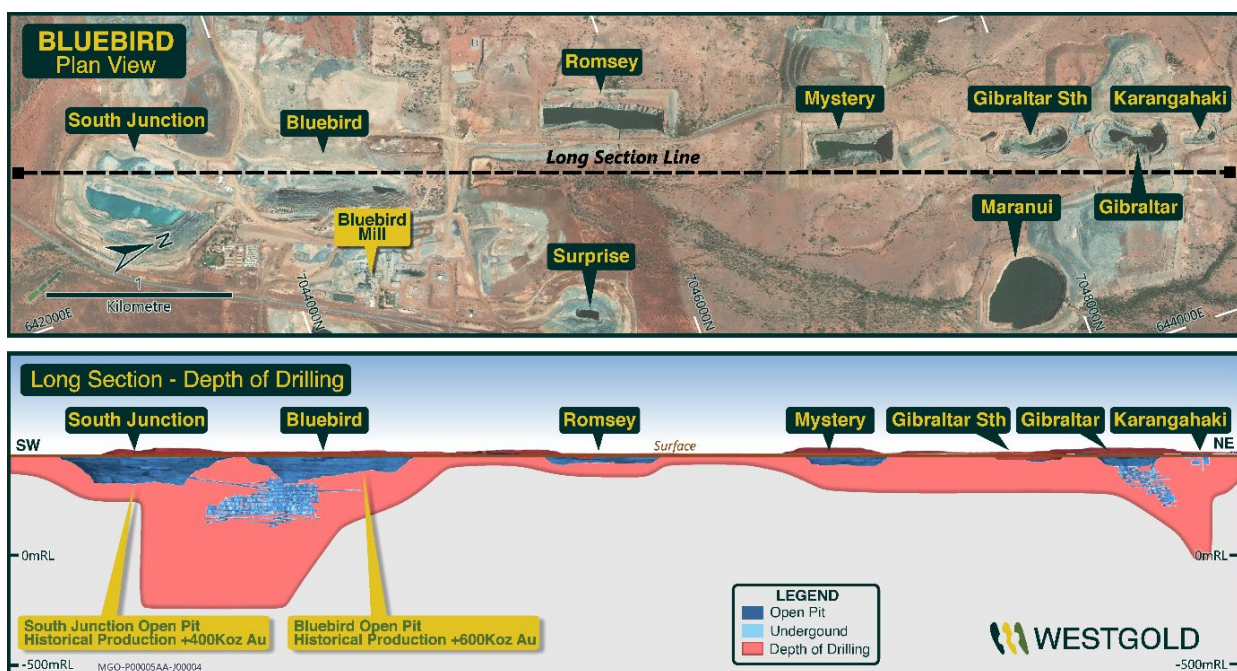 BLUEBIRD
Plan View
South Junction
Bluebird
Romsey
Mystery
Gibraltar Sth
Karangahaki
Long Section Line
Bluebird
Mill
Surprise
Maranui
Gibraltar
N
1
Kilometre
642000E
7044000N
7046000N
7048000N
644000E
Long Section - Depth of Drilling
South Junction
Bluebird
Romsey
Surface
Mystery
Gibraltar Sth
Gibraltar
Karangahaki
SW
NE
0mRL
0mRL
South Junction Open Pit
Historical Production +400Koz Au
Bluebird Open Pit
Historical Production +600Koz Au
LEGEND
Open Pit
Undergound
Depth of Drilling
WESTGOLD
-500mRL
MGO-P00005AA-J00004
-500mRL